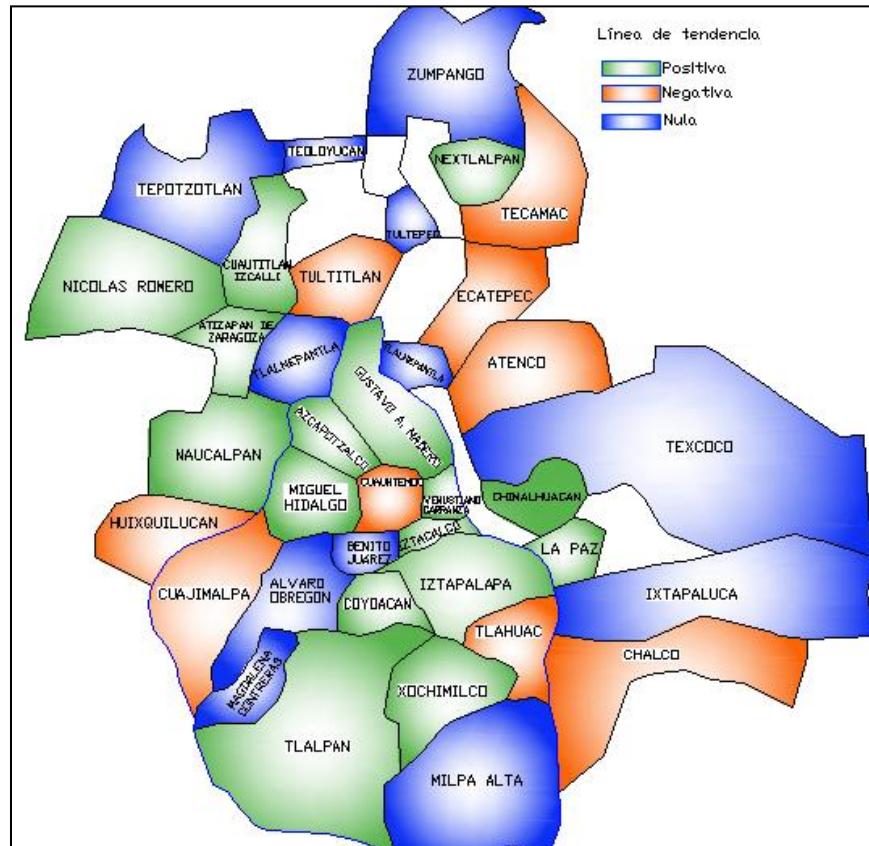 Línea de tendencia
Positiva
Negativa
Nula
ZUMPANGO
TEOLOYUCAN
NEXTLALPAN
TEPOTZOTLAN
TECAMAC
TULTEPEC
CUAUTITLAN
IZCALLI
TULTITLAN
NICOLAS ROMERO
ECATEPEC
ATIZAPAN DE
ZARAGOZA
TLALNEPANTLA
TLALNEPANTLA
ATENCO
GUSTAVO A. MADERO
AZCAPOTZALCO
TEXCOCO
NAUCALPAN
CUAUHTEMOC
MIGUEL
HIDALGO
VENUSTIANO
CARRANZA
CHINALHUACAN
HUIXQUILUCAN
IZTACALCO
BENITO
JUÁREZ
LA PAZ
CUAJIMALPA
ALVARO
OBREGON
IZTAPALAPA
IXTAPALUCA
COYOACAN
TLAHUAC
CHALCO
MAGDALENA
CONTRERAS
XOCHIMILCO
TLALPAN
MILPA ALTA